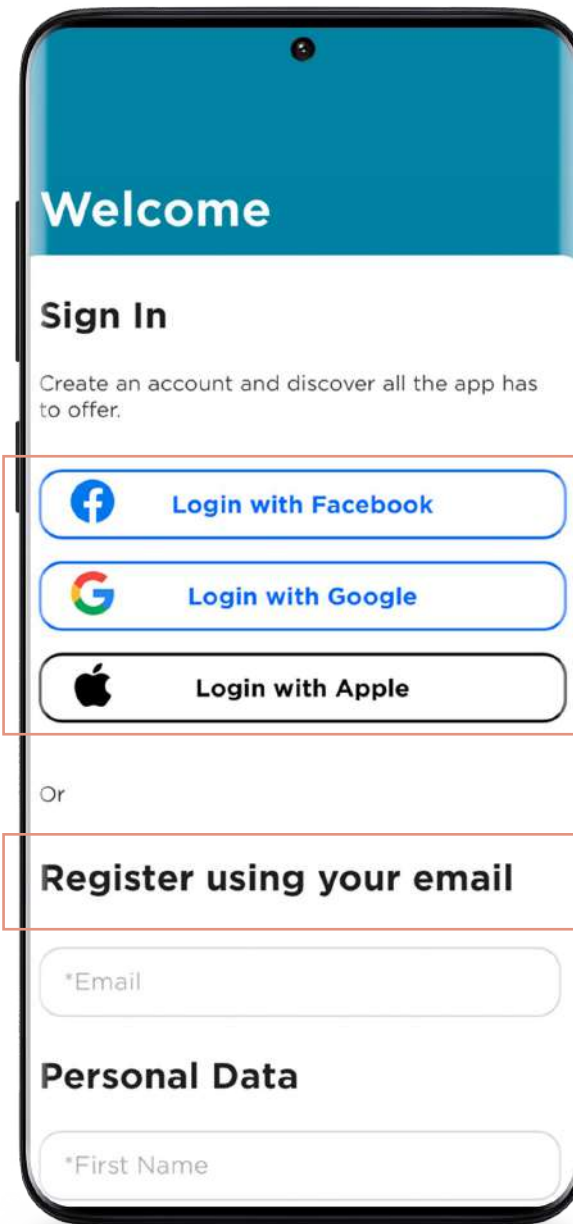 Welcome
Sign In
Create an account and discover all the app has
to offer.
Login with Facebook
Login with Google
Login with Apple
Or
Register using your email
*Email
Personal Data
*First Name